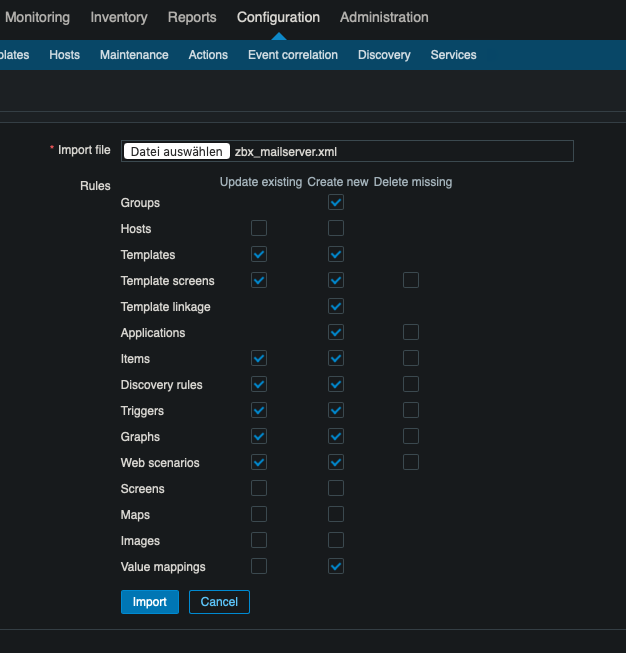 Monitoring Inventory Reports Configuration Administration
plates Hosts Maintenance Actions Event correlation Discovery Services
* Import file Datei auswählen zbx_mailserver.xml
Rules Update existing Create new Delete missing
Groups
Hosts
Templates
Template screens
Template linkage
Applications
Items
Discovery rules
Triggers
Graphs
Web scenarios
Screens
Maps
Images
Value mappings
Import Cancel